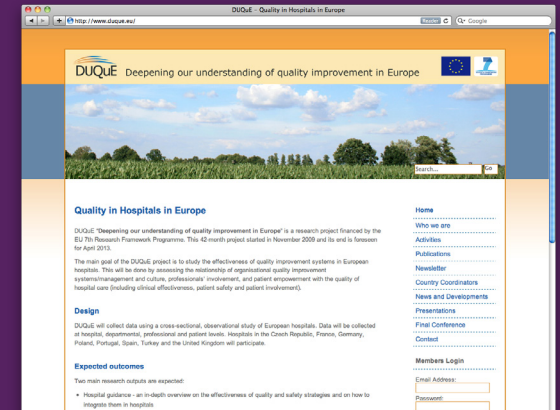 DUQuE - Quality in Hospitals in Europe
http://www.duque.eu/
Reader
Google
DUQuE Deepening our understanding of quality improvement in Europe
Search...
Go
Quality in Hospitals in Europe
DUQuE "Deepening our understanding of quality improvement in Europe" is a research project financed by the
EU 7th Research Framework Programme. This 42-month project started in November 2009 and its end is foreseen
for April 2013.
The main goal of the DUQuE project is to study the effectiveness of quality improvement systems in European
hospitals. This will be done by assessing the relationship of organisational quality improvement
systems/management and culture, professionals' involvement, and patient empowerment with the quality of
hospital care (including clinical effectiveness, patient safety and patient involvement).
Design
DUQuE will collect data using a cross-sectional, observational study of European hospitals. Data will be collected
at hospital, departmental, professional and patient levels. Hospitals in the Czech Republic, France, Germany,
Poland, Portugal, Spain, Turkey and the United Kingdom will participate.
Expected outcomes
Two main research outputs are expected:
• Hospital guidance - an in-depth overview on the effectiveness of quality and safety strategies and on how to
integrate them in hospitals
Home
Who we are
Activities
Publications
Newsletter
Country Coordinators
News and Developments
Presentations
Final Conference
Contact
Members Login
Email Address:
Password: